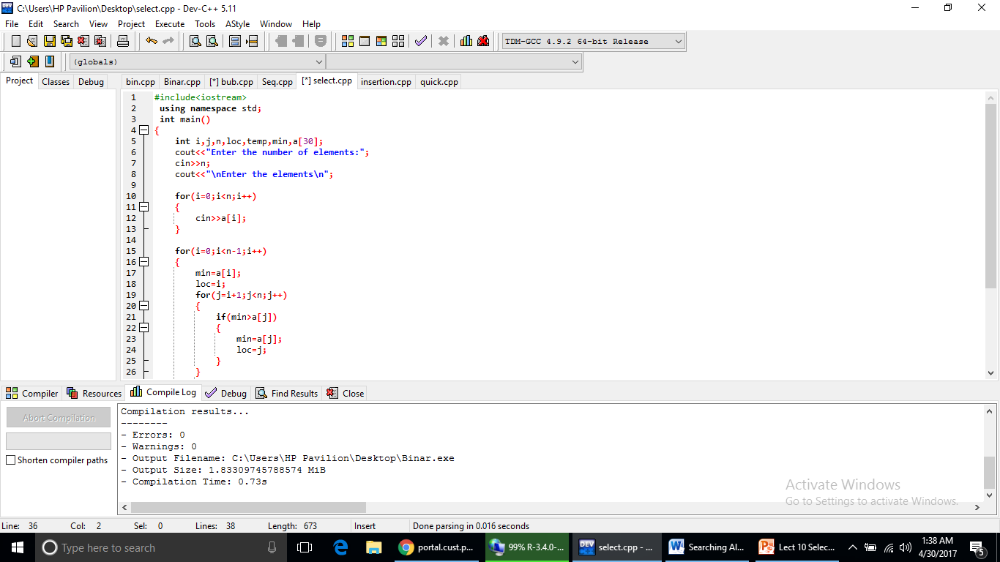 C:\Users\HP Pavilion\Desktop\select.cpp - Dev-C++ 5.11
File Edit Search View Project Execute Tools AStyle Window Help
TDM-GCC 4.9.2 64-bit Release
(globals)
Project Classes Debug
bin.cpp Binar.cpp [*] bub.cpp Seq.cpp [*] select.cpp insertion.cpp quick.cpp
1 #include<iostream>
2 using namespace std;
3 int main()
4 {
5 int i,j,n,loc,temp,min,a[30];
6 cout<<"Enter the number of elements:";
7 cin>>n;
8 cout<<"\nEnter the elements\n";
9
10 for(i=0;i<n;i++)
11 {
12 cin>>a[i];
13 }
14
15 for(i=0;i<n-1;i++)
16 {
17 min=a[i];
18 loc=i;
19 for(j=i+1;j<n;j++)
20 {
21 if(min>a[j])
22 {
23 min=a[j];
24 loc=j;
25 }
26 }
Compiler Resources Compile Log Debug Find Results Close
Abort Compilation
Shorten compiler paths
Compilation results...
--------
- Errors: 0
- Warnings: 0
- Output Filename: C:\Users\HP Pavilion\Desktop\Binar.exe
- Output Size: 1.83309745788574 MiB
- Compilation Time: 0.73s
Activate Windows
Go to Settings to activate Windows.
Line: 36 Col: 2 Sel: 0 Lines: 38 Length: 673 Insert Done parsing in 0.016 seconds
Type here to search
portal.cust.p...
99% R-3.4.0-...
select.cpp - ...
Searching Al...
Lect 10 Selec...
1:38 AM
4/30/2017
5